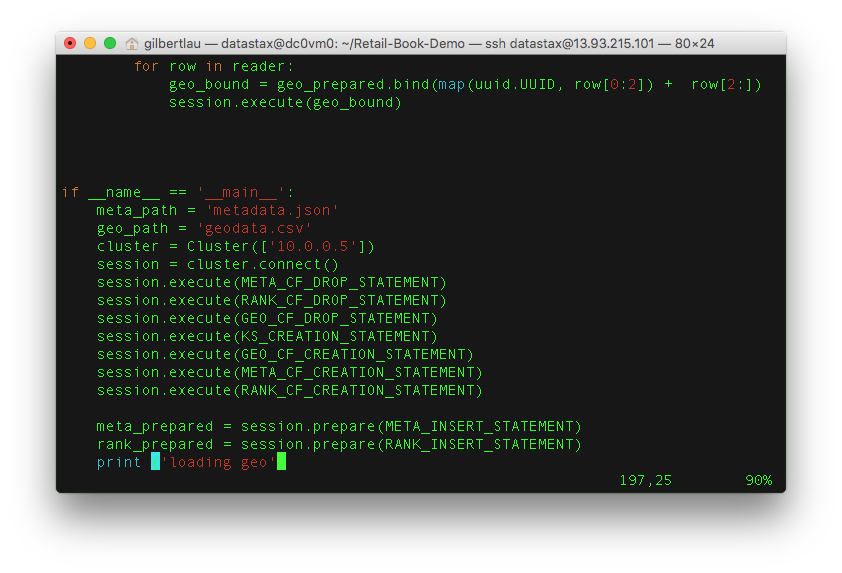 gilbertlau — datastax@dc0vm0: ~/Retail-Book-Demo — ssh datastax@13.93.215.101 — 80×24
        for row in reader:
            geo_bound = geo_prepared.bind(map(uuid.UUID, row[0:2]) +  row[2:])
            session.execute(geo_bound)
if __name__ == '__main__':
    meta_path = 'metadata.json'
    geo_path = 'geodata.csv'
    cluster = Cluster(['10.0.0.5'])
    session = cluster.connect()
    session.execute(META_CF_DROP_STATEMENT)
    session.execute(RANK_CF_DROP_STATEMENT)
    session.execute(GEO_CF_DROP_STATEMENT)
    session.execute(KS_CREATION_STATEMENT)
    session.execute(GEO_CF_CREATION_STATEMENT)
    session.execute(META_CF_CREATION_STATEMENT)
    session.execute(RANK_CF_CREATION_STATEMENT)
    meta_prepared = session.prepare(META_INSERT_STATEMENT)
    rank_prepared = session.prepare(RANK_INSERT_STATEMENT)
    print 'loading geo'
197,25 90%